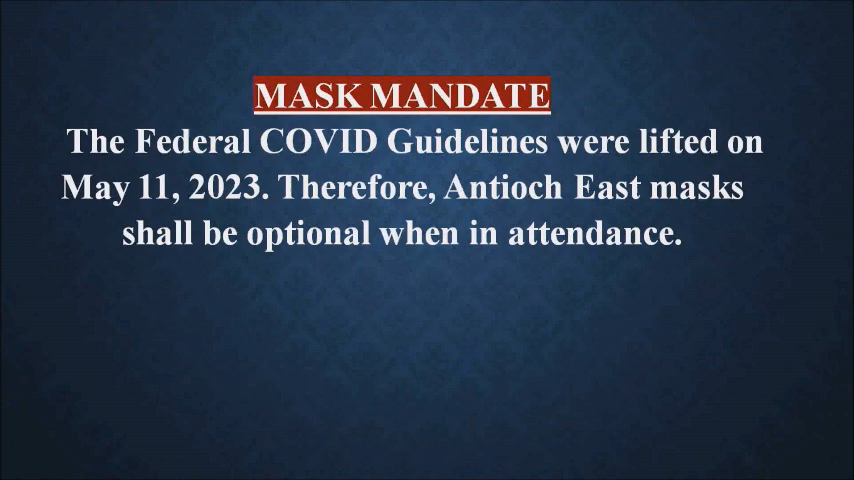 MASK MANDATE
The Federal COVID Guidelines were lifted on
May 11, 2023. Therefore, Antioch East masks
shall be optional when in attendance.